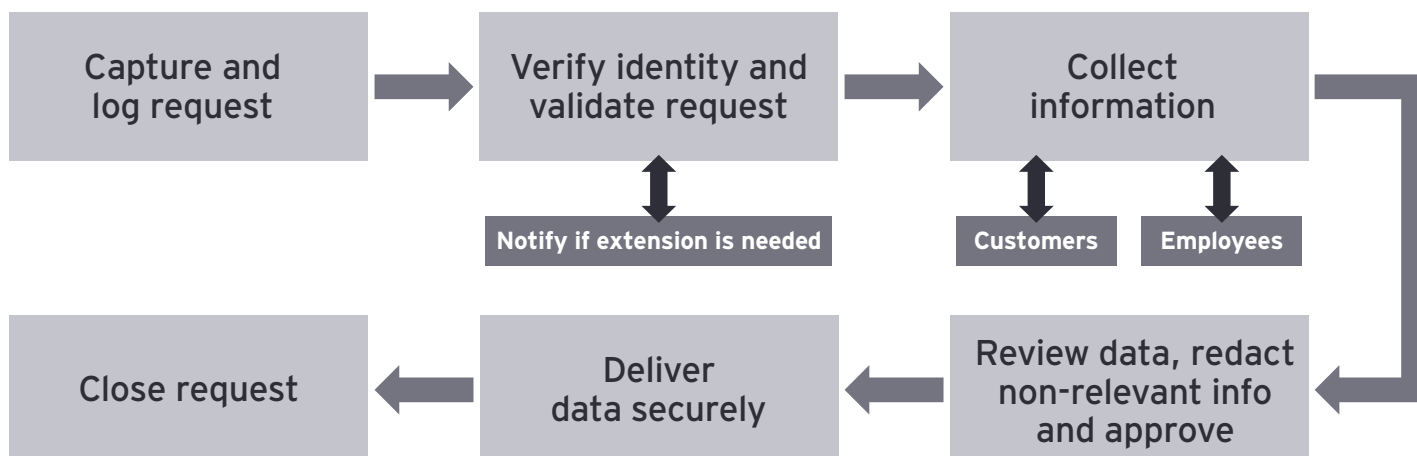 Capture and
log request
Verify identity and
validate request
Collect
information
Notify if extension is needed
Customers
Employees
Review data, redact
non-relevant info
and approve
Deliver
data securely
Close request